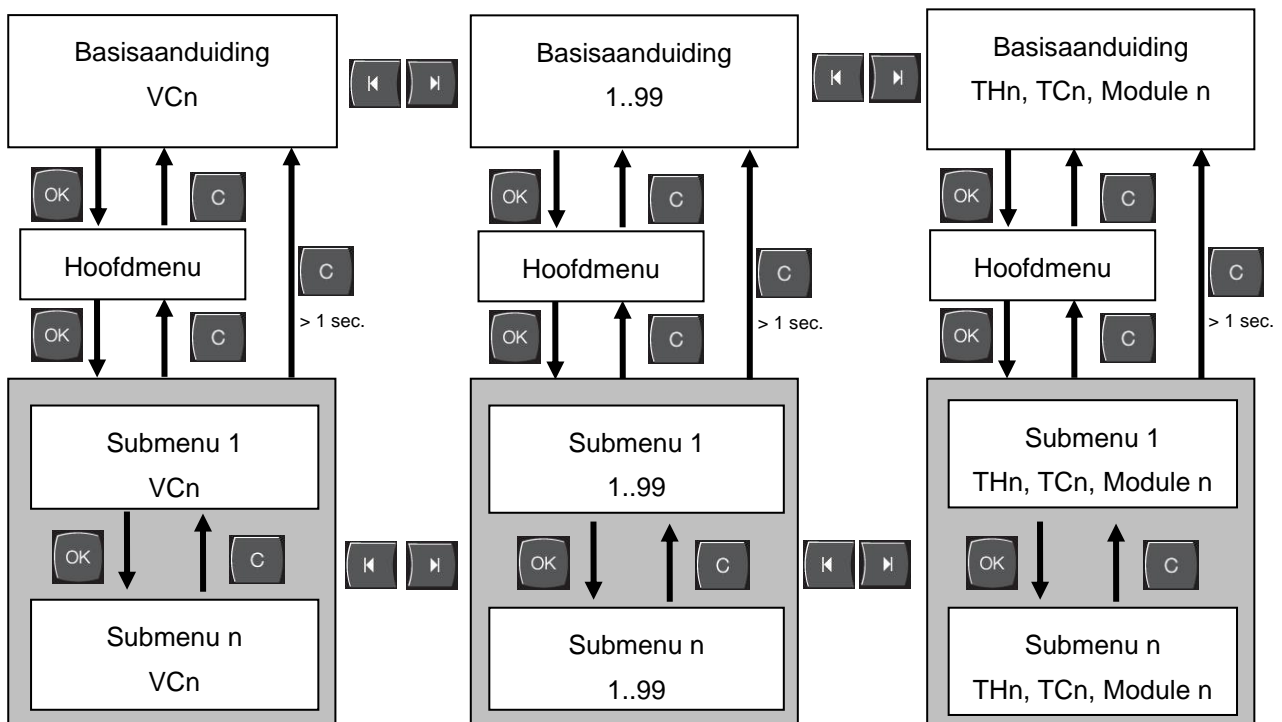 Basisaanduiding
VCn
Basisaanduiding
1..99
Basisaanduiding
THn, TCn, Module n
OK
C
OK
C
OK
C
Hoofdmenu
C
Hoofdmenu
C
Hoofdmenu
C
OK
C
> 1 sec.
OK
C
> 1 sec.
OK
C
> 1 sec.
Submenu 1
VCn
Submenu 1
1..99
Submenu 1
THn, TCn, Module n
OK
C
OK
C
OK
C
Submenu n
VCn
Submenu n
1..99
Submenu n
THn, TCn, Module n